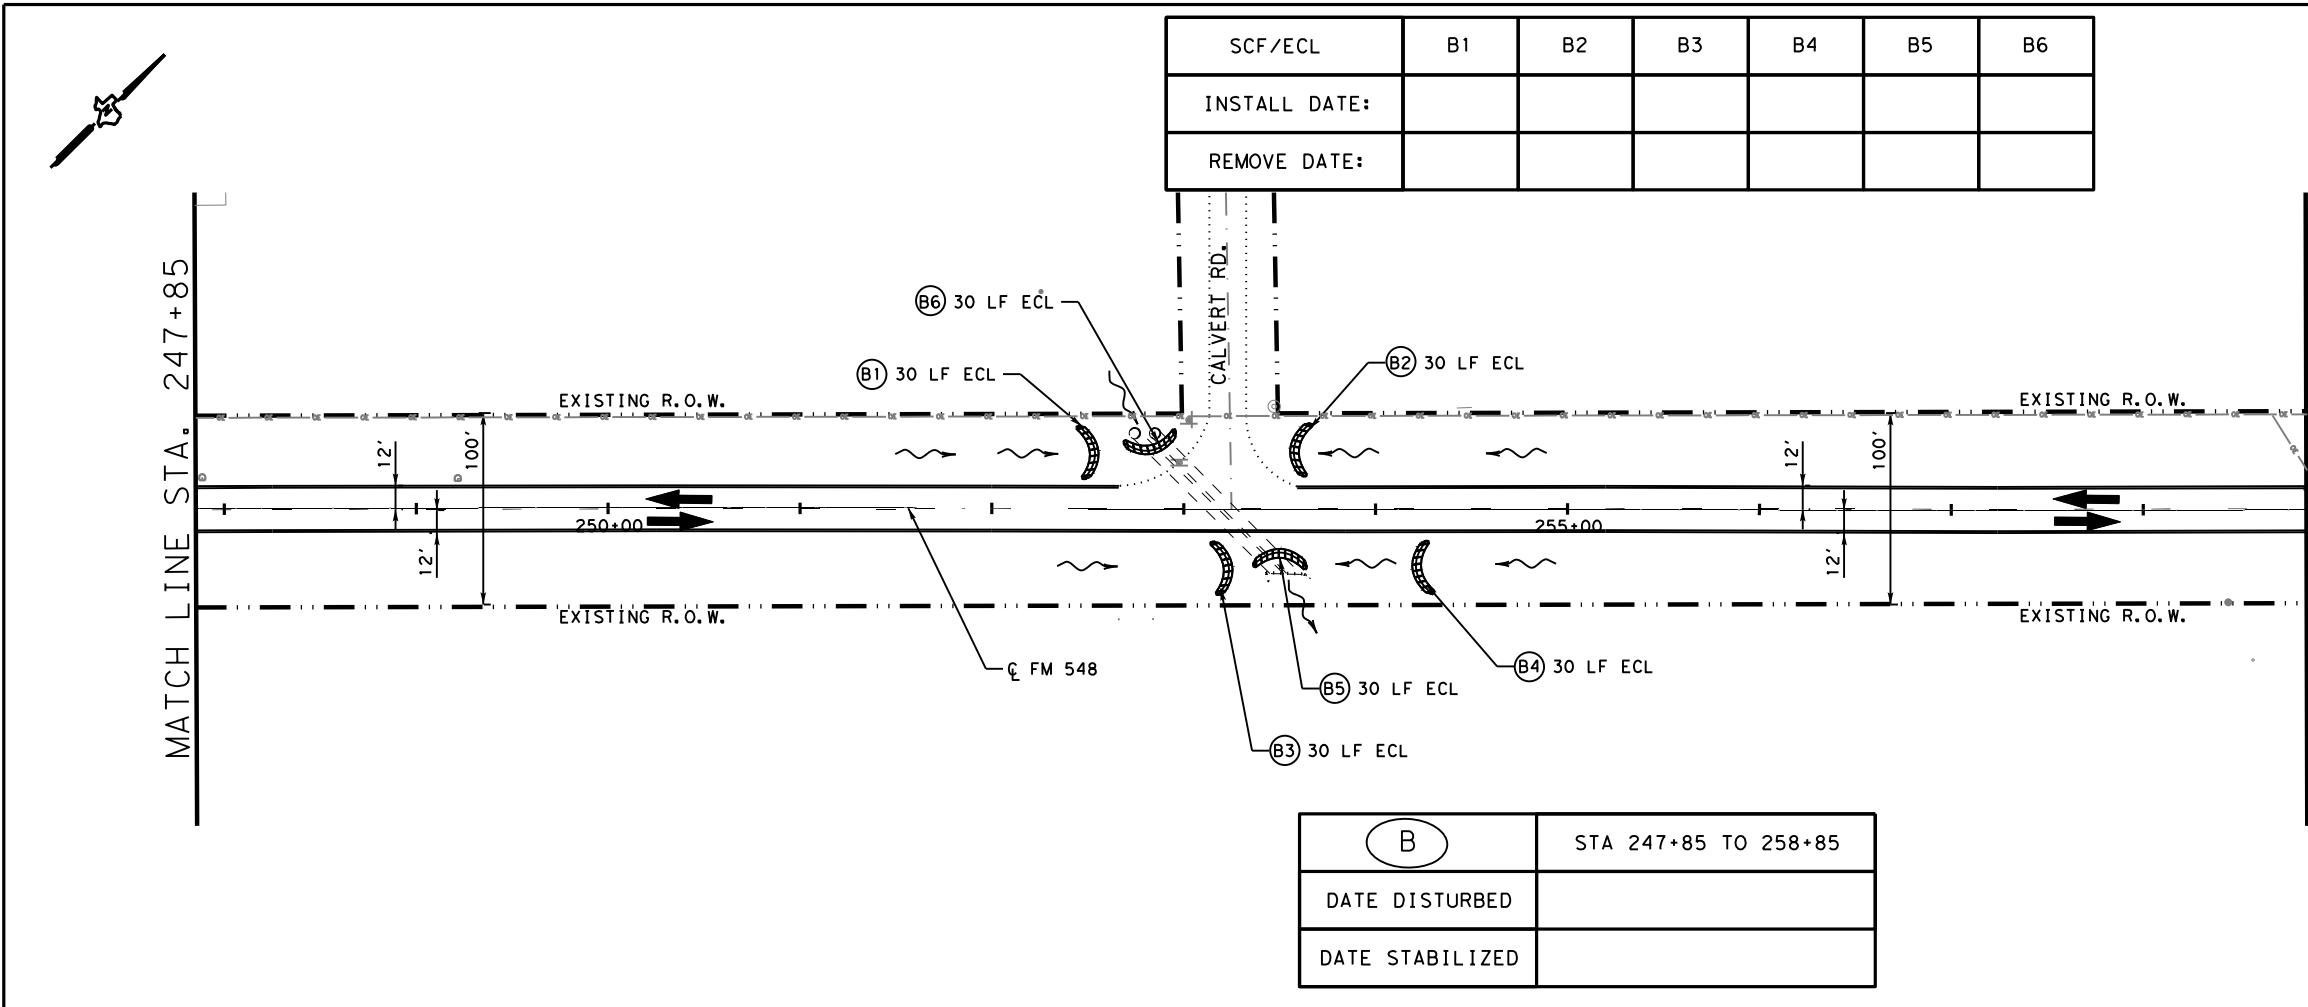 SCF/ECL B1 B2 B3 B4 B5 B6
INSTALL DATE:
REMOVE DATE:
MATCH LINE STA. 247+85
CALVERT RD.
B6 30 LF ECL
B1 30 LF ECL
B2 30 LF ECL
EXISTING R.O.W.
EXISTING R.O.W.
12'
100'
12'
100'
250+00
255+00
12'
12'
EXISTING R.O.W.
EXISTING R.O.W.
℄ FM 548
B4 30 LF ECL
B5 30 LF ECL
B3 30 LF ECL
B STA 247+85 TO 258+85
DATE DISTURBED
DATE STABILIZED